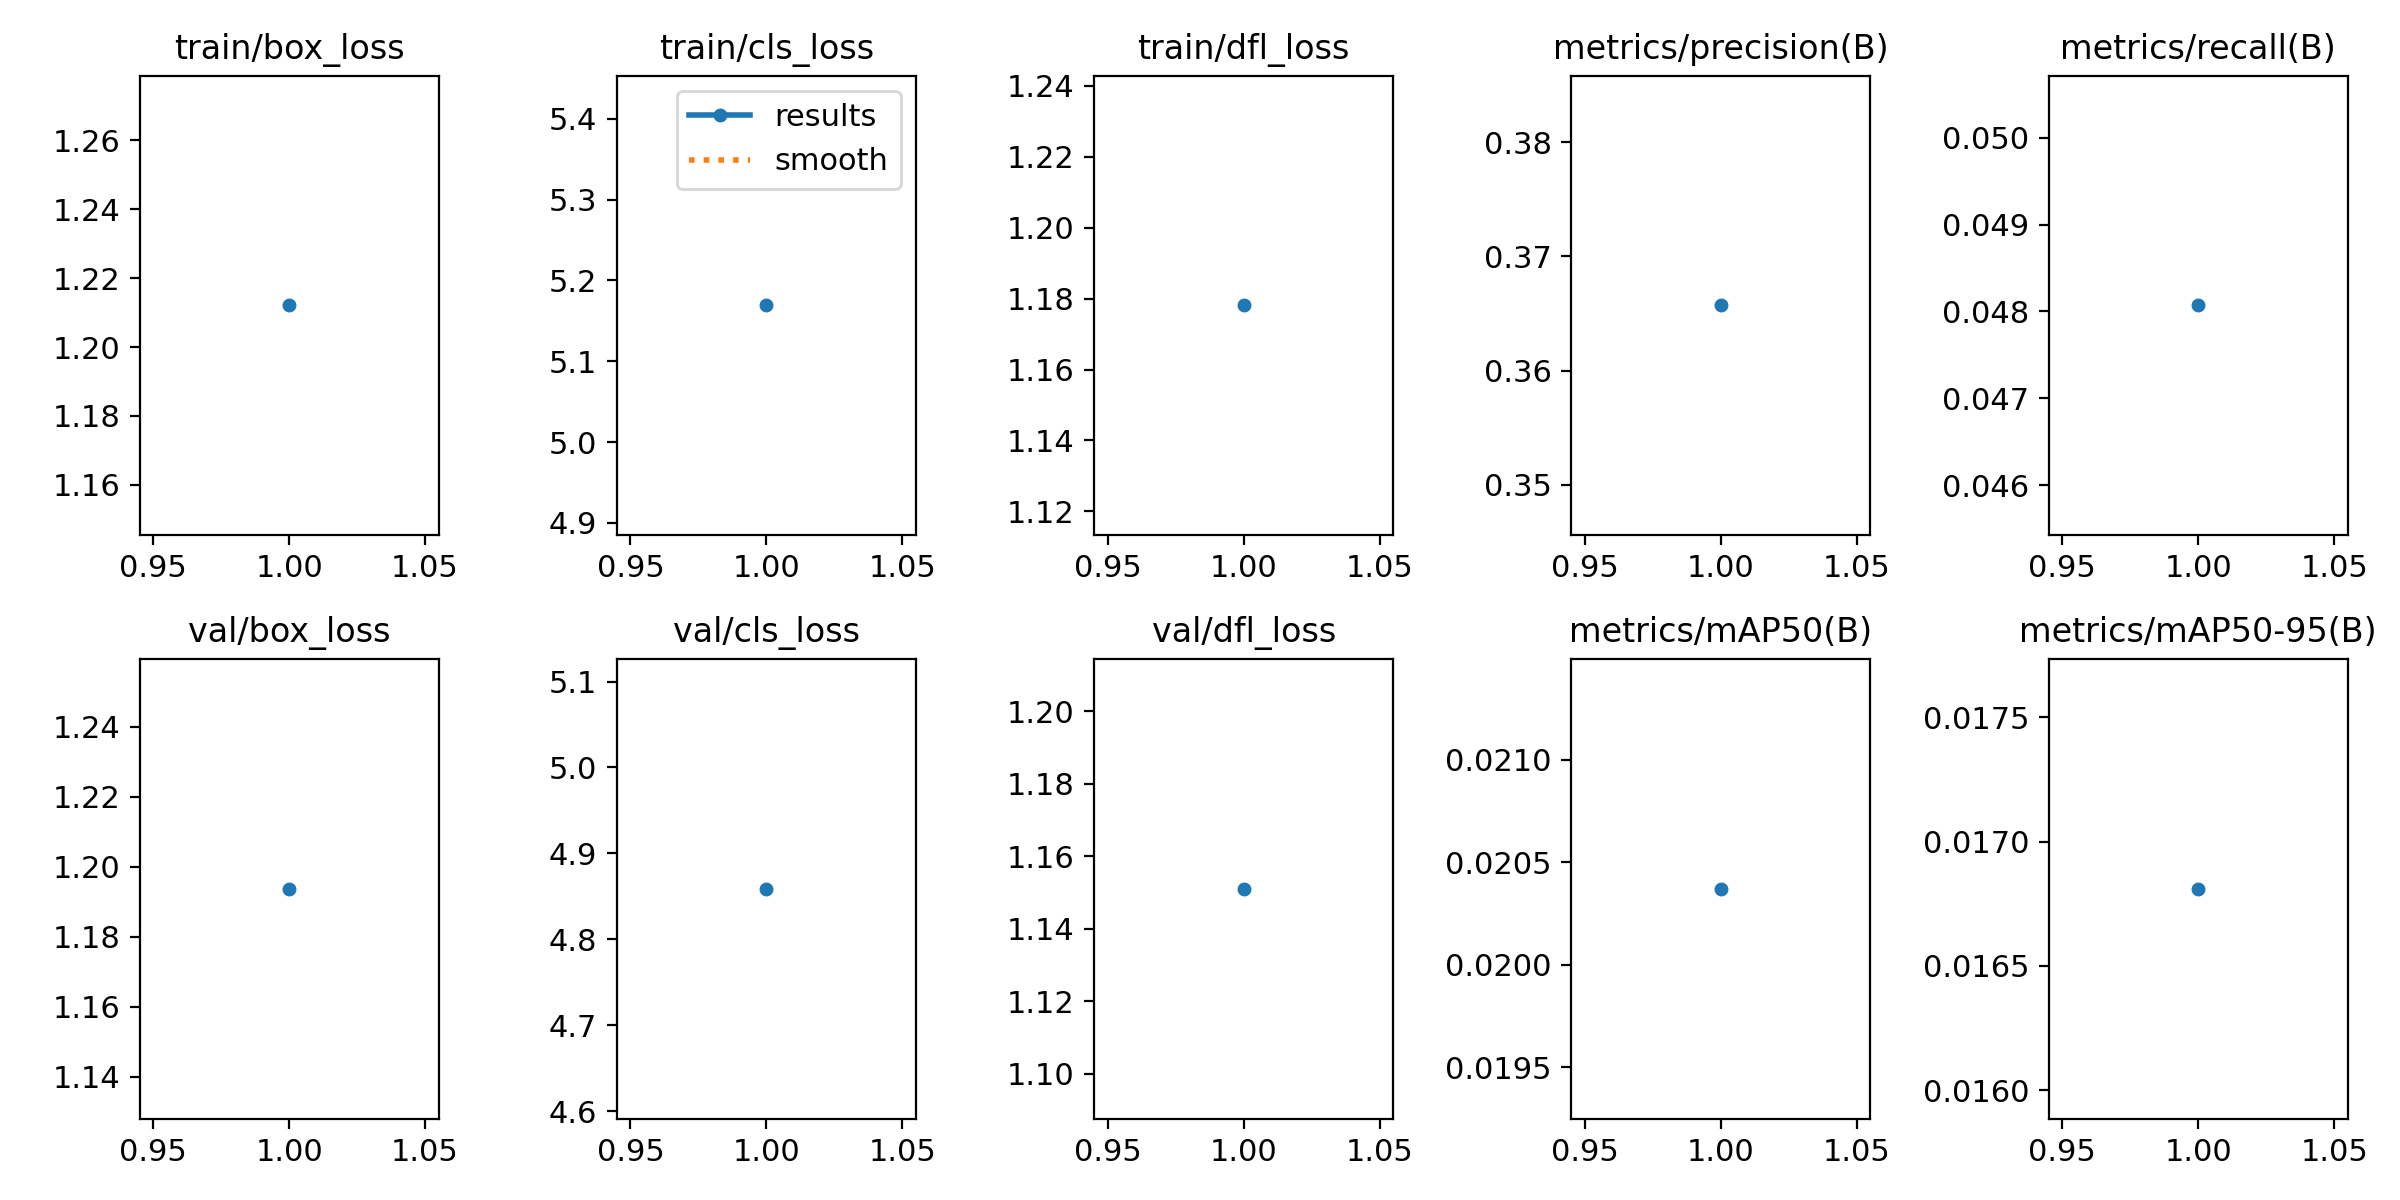 train/box_loss
1.26
1.24
1.22
1.20
1.18
1.16
0.95 1.00 1.05
train/cls_loss
results
smooth
5.4
5.3
5.2
5.1
5.0
4.9
0.95 1.00 1.05
train/dfl_loss
1.24
1.22
1.20
1.18
1.16
1.14
1.12
0.95 1.00 1.05
metrics/precision(B)
0.38
0.37
0.36
0.35
0.95 1.00 1.05
metrics/recall(B)
0.050
0.049
0.048
0.047
0.046
0.95 1.00 1.05
val/box_loss
1.24
1.22
1.20
1.18
1.16
1.14
0.95 1.00 1.05
val/cls_loss
5.1
5.0
4.9
4.8
4.7
4.6
0.95 1.00 1.05
val/dfl_loss
1.20
1.18
1.16
1.14
1.12
1.10
0.95 1.00 1.05
metrics/mAP50(B)
0.0210
0.0205
0.0200
0.0195
0.95 1.00 1.05
metrics/mAP50-95(B)
0.0175
0.0170
0.0165
0.0160
0.95 1.00 1.05